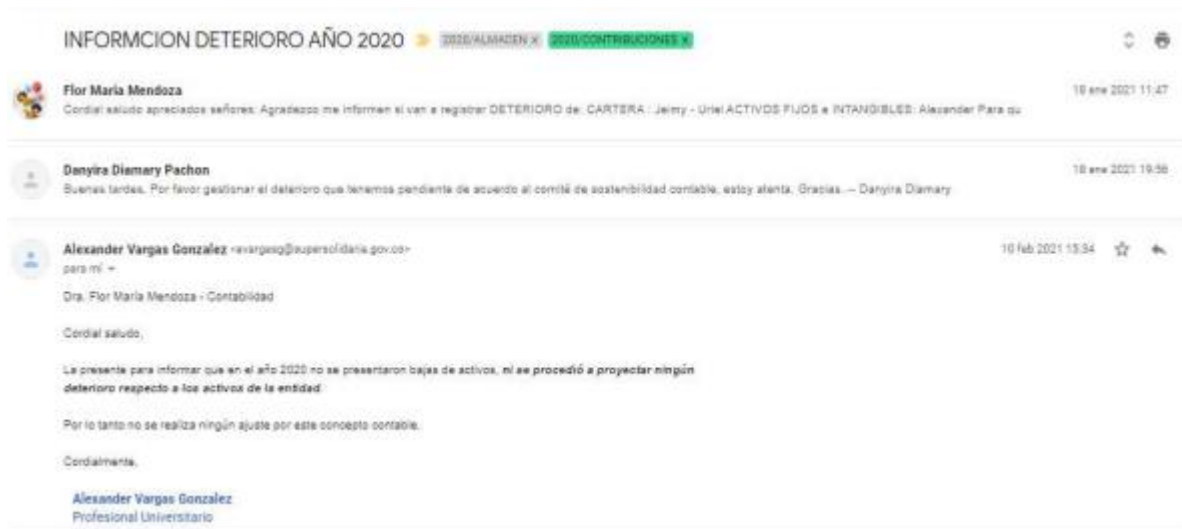 INFORMCION DETERIORO AÑO 2020 2020/ALMACEN x 2020/CONTRIBUCIONES x
Flor Maria Mendoza 18 ene 2021 11:47
Cordial saludo apreciados señores: Agradezco me informen si van a registrar DETERIORO de: CARTERA : Jeimy - Uriel ACTIVOS FIJOS e INTANGIBLES: Alexander Para qu
Danyira Diamary Pachon 18 ene 2021 19:56
Buenas tardes, Por favor gestionar el deterioro que tenemos pendiente de acuerdo al comité de sostenibilidad contable, estoy atenta, Gracias. -- Danyira Diamary
Alexander Vargas Gonzalez <avargasg@supersolidaria.gov.co> 10 feb 2021 15:34
para mí
Dra. Flor María Mendoza - Contabilidad
Cordial saludo,
La presente para informar que en el año 2020 no se presentaron bajas de activos, ni se procedió a proyectar ningún
deterioro respecto a los activos de la entidad.
Por lo tanto no se realiza ningún ajuste por este concepto contable.
Cordialmente,
Alexander Vargas Gonzalez
Profesional Universitario